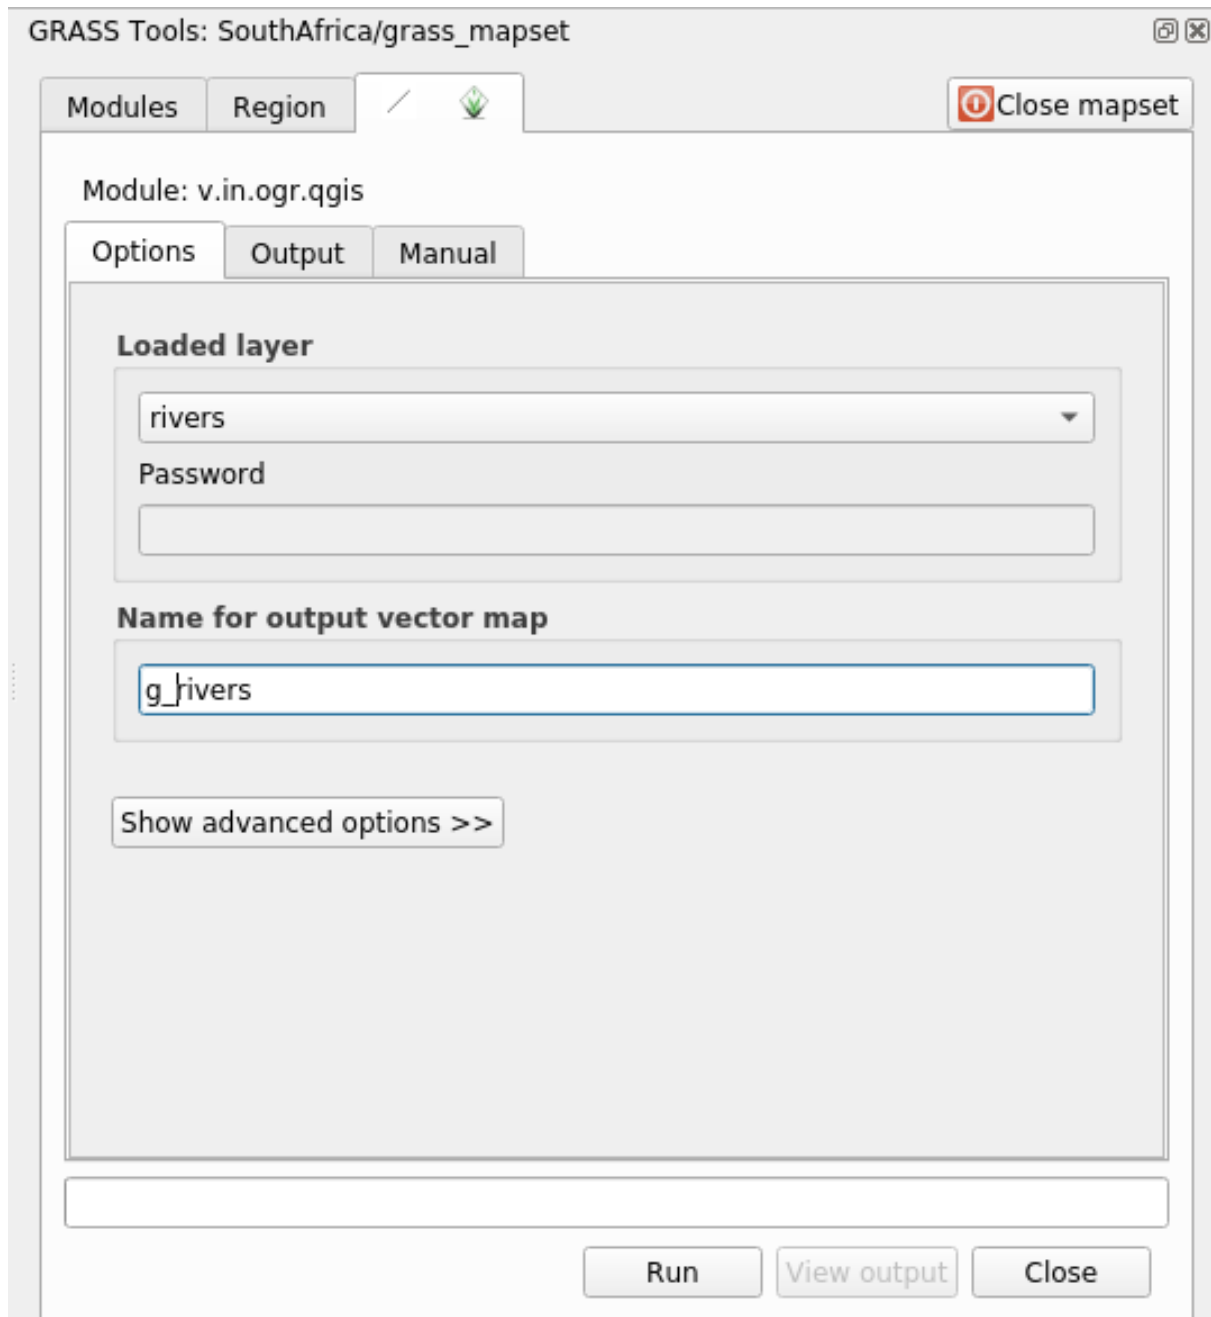 GRASS Tools: SouthAfrica/grass_mapset
Modules Region Close mapset
Module: v.in.ogr.qgis
Options Output Manual
Loaded layer
rivers
Password
Name for output vector map
g_rivers
Show advanced options >>
Run View output Close